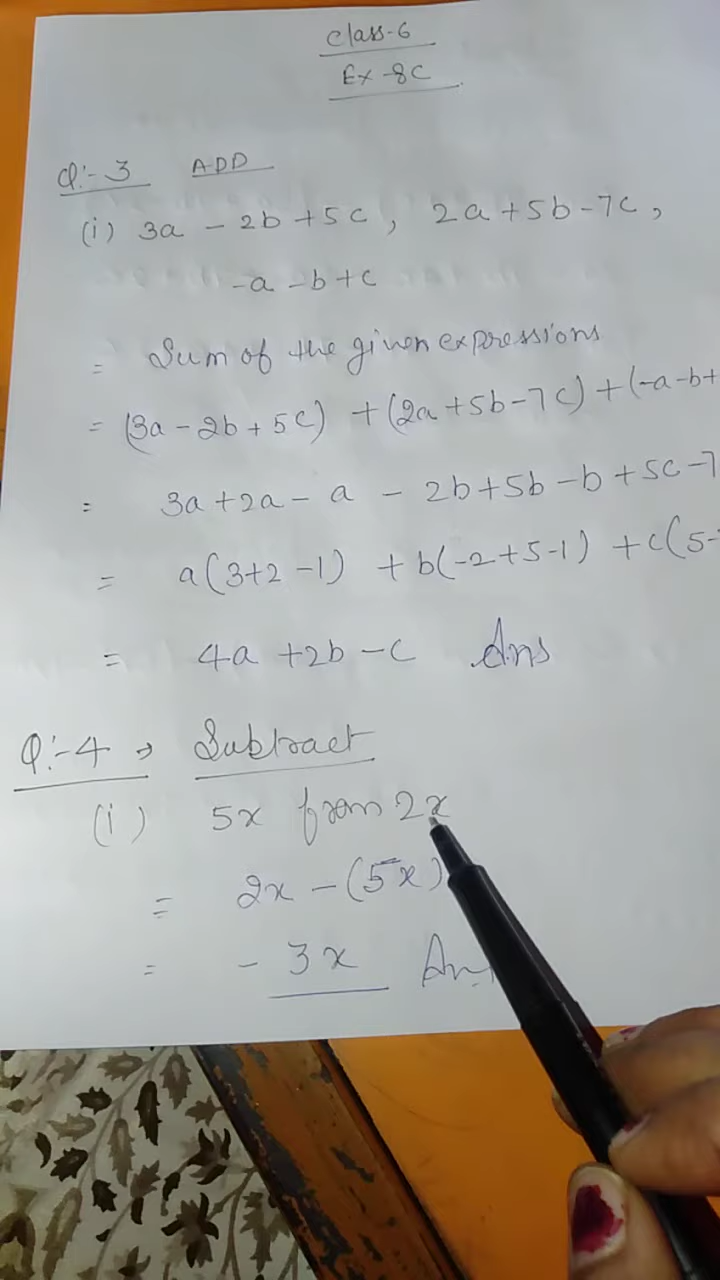 Class-6
Ex-8C
Q:-3 ADD
(i) 3a - 2b + 5c, 2a + 5b - 7c,
-a - b + c
= Sum of the given expressions
= (3a - 2b + 5c) + (2a + 5b - 7c) + (-a - b +
= 3a + 2a - a - 2b + 5b - b + 5c - 7
= a(3+2-1) + b(-2+5-1) + c(5-
= 4a + 2b - c Ans
Q:-4 → Subtract
(i) 5x from 2x
= 2x - (5x)
= - 3x Ans